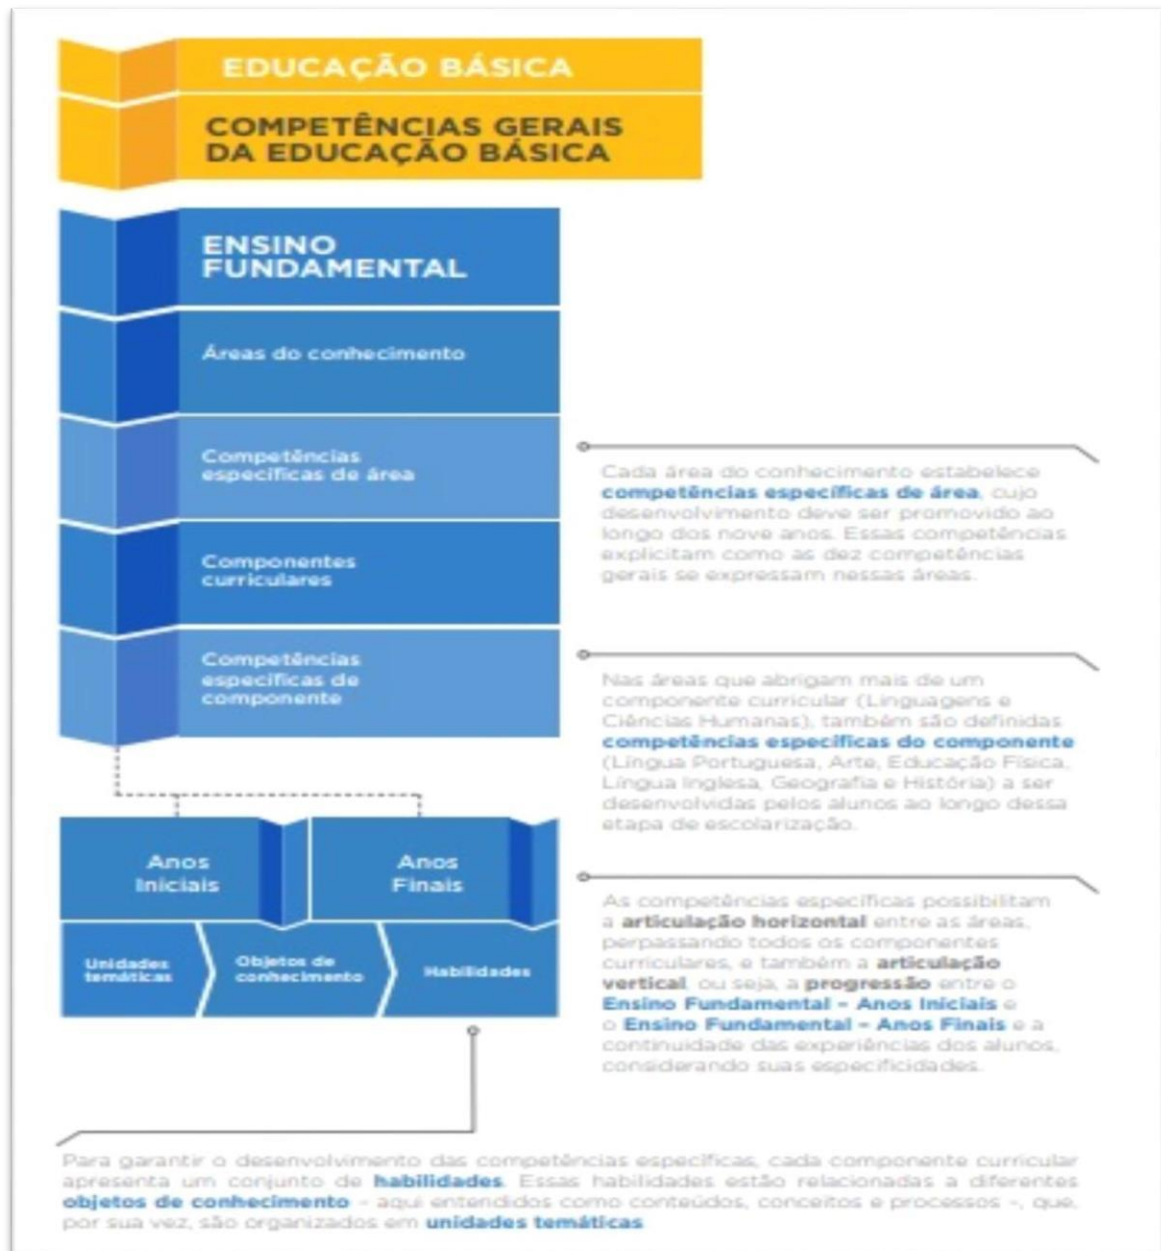 EDUCAÇÃO BÁSICA
COMPETÊNCIAS GERAIS
DA EDUCAÇÃO BÁSICA
ENSINO
FUNDAMENTAL
Áreas do conhecimento
Competências
específicas de área
Componentes
curriculares
Competências
específicas de
componente
Cada área do conhecimento estabelece
competências específicas de área, cujo
desenvolvimento deve ser promovido ao
longo dos nove anos. Essas competências
explicitam como as dez competências
gerais se expressam nessas áreas.
Nas áreas que abrigam mais de um
componente curricular (Linguagens e
Ciências Humanas), também são definidas
competências específicas do componente
(Língua Portuguesa, Arte, Educação Física,
Língua Inglesa, Geografia e História) a ser
desenvolvidas pelos alunos ao longo dessa
etapa de escolarização.
Anos
Iniciais
Anos
Finais
Unidades
temáticas
Objetos de
conhecimento
Habilidades
As competências específicas possibilitam
a articulação horizontal entre as áreas,
perpassando todos os componentes
curriculares, e também a articulação
vertical, ou seja, a progressão entre o
Ensino Fundamental – Anos Iniciais e
o Ensino Fundamental – Anos Finais e a
continuidade das experiências dos alunos,
considerando suas especificidades.
Para garantir o desenvolvimento das competências específicas, cada componente curricular
apresenta um conjunto de habilidades. Essas habilidades estão relacionadas a diferentes
objetos de conhecimento – aqui entendidos como conteúdos, conceitos e processos –, que,
por sua vez, são organizados em unidades temáticas